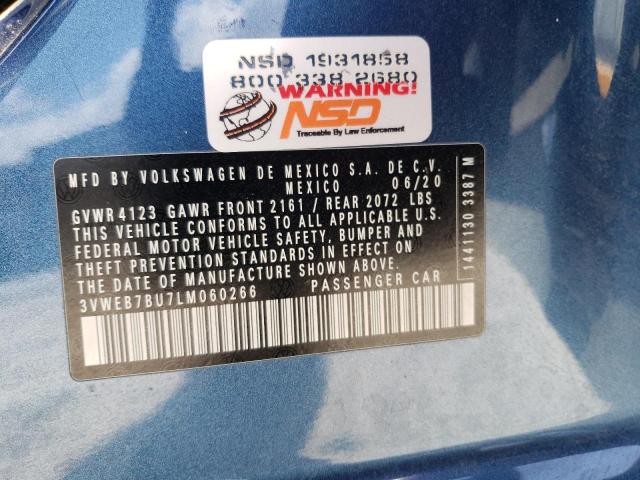 NSD 1931858
800 338 2680
WARNING!
NSD
Traceable By Law Enforcement
MFD BY VOLKSWAGEN DE MEXICO S.A. DE C.V.
MEXICO 06/20
GVWR 4123 GAWR FRONT 2161 / REAR 2072 LBS
THIS VEHICLE CONFORMS TO ALL APPLICABLE U.S.
FEDERAL MOTOR VEHICLE SAFETY, BUMPER AND
THEFT PREVENTION STANDARDS IN EFFECT ON
THE DATE OF MANUFACTURE SHOWN ABOVE.
3VWEB7BU7LM060266 PASSENGER CAR
1441130 3387 M